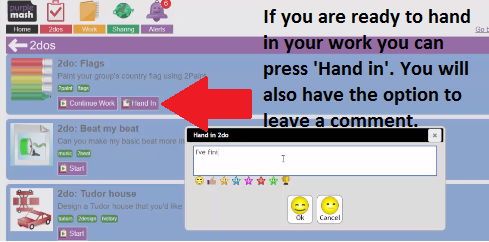 purple
mash
Home
2dos
Work
Sharing
Alerts
6
2dos
2do: Flags
Pairs your group's country flag using 2Paint
2paint
flags
Continue Work
Hand In
2do: Beat my beat
Can you make my basic beat more in
music
2beat
Start
2do: Tudor house
Design a Tudor house that you'd like
tudors
2design
history
Start
If you are ready to hand
in your work you can
press 'Hand in'. You will
also have the option to
leave a comment.
Go b
Hand in 2do
I've fini
Ok
Cancel